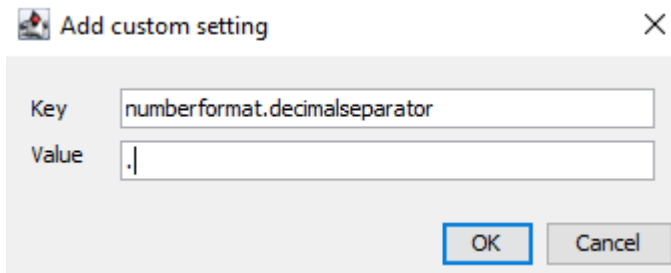 Add custom setting
Key numberformat.decimalseparator
Value .
OK Cancel